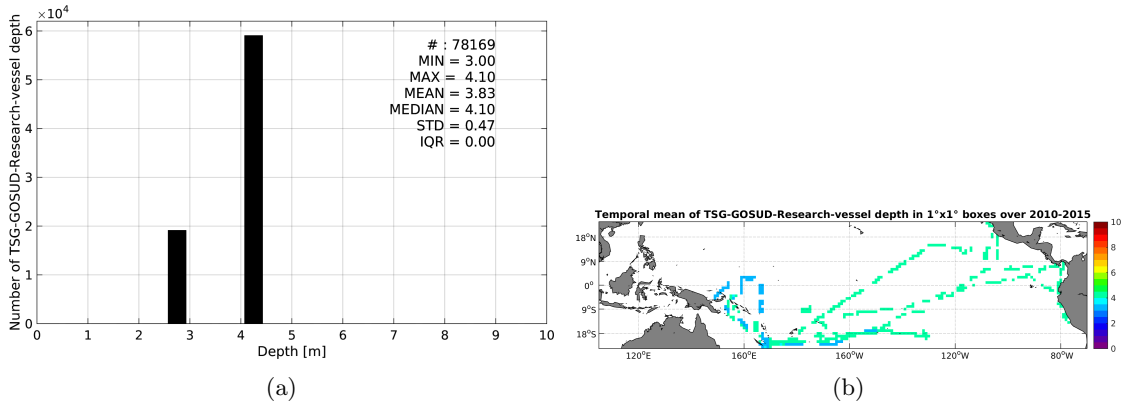 ×10⁴
Number of TSG-GOSUD-Research-vessel depth
6
5
4
3
2
1
0
# : 78169
MIN = 3.00
MAX = 4.10
MEAN = 3.83
MEDIAN = 4.10
STD = 0.47
IQR = 0.00
0 1 2 3 4 5 6 7 8 9 10
Depth [m]
(a)
Temporal mean of TSG-GOSUD-Research-vessel depth in 1°x1° boxes over 2010-2015
18°N
9°N
0°
9°S
18°S
120°E 160°E 160°W 120°W 80°W
10
8
6
4
2
0
(b)